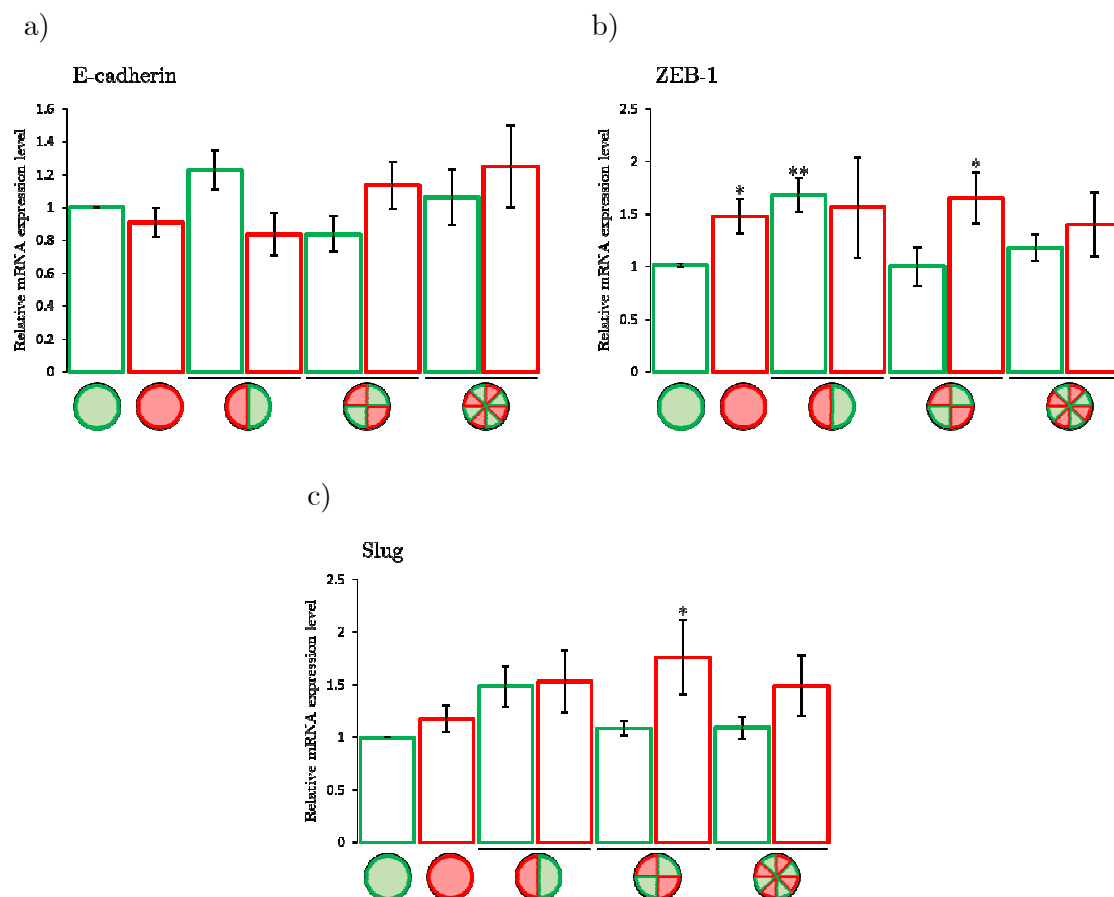 a)
E-cadherin
Relative mRNA expression level
1.6
1.4
1.2
1
0.8
0.6
0.4
0.2
0
b)
ZEB-1
Relative mRNA expression level
2.5
2
1.5
1
0.5
0
*
**
*
c)
Slug
Relative mRNA expression level
2.5
2
1.5
1
0.5
0
*